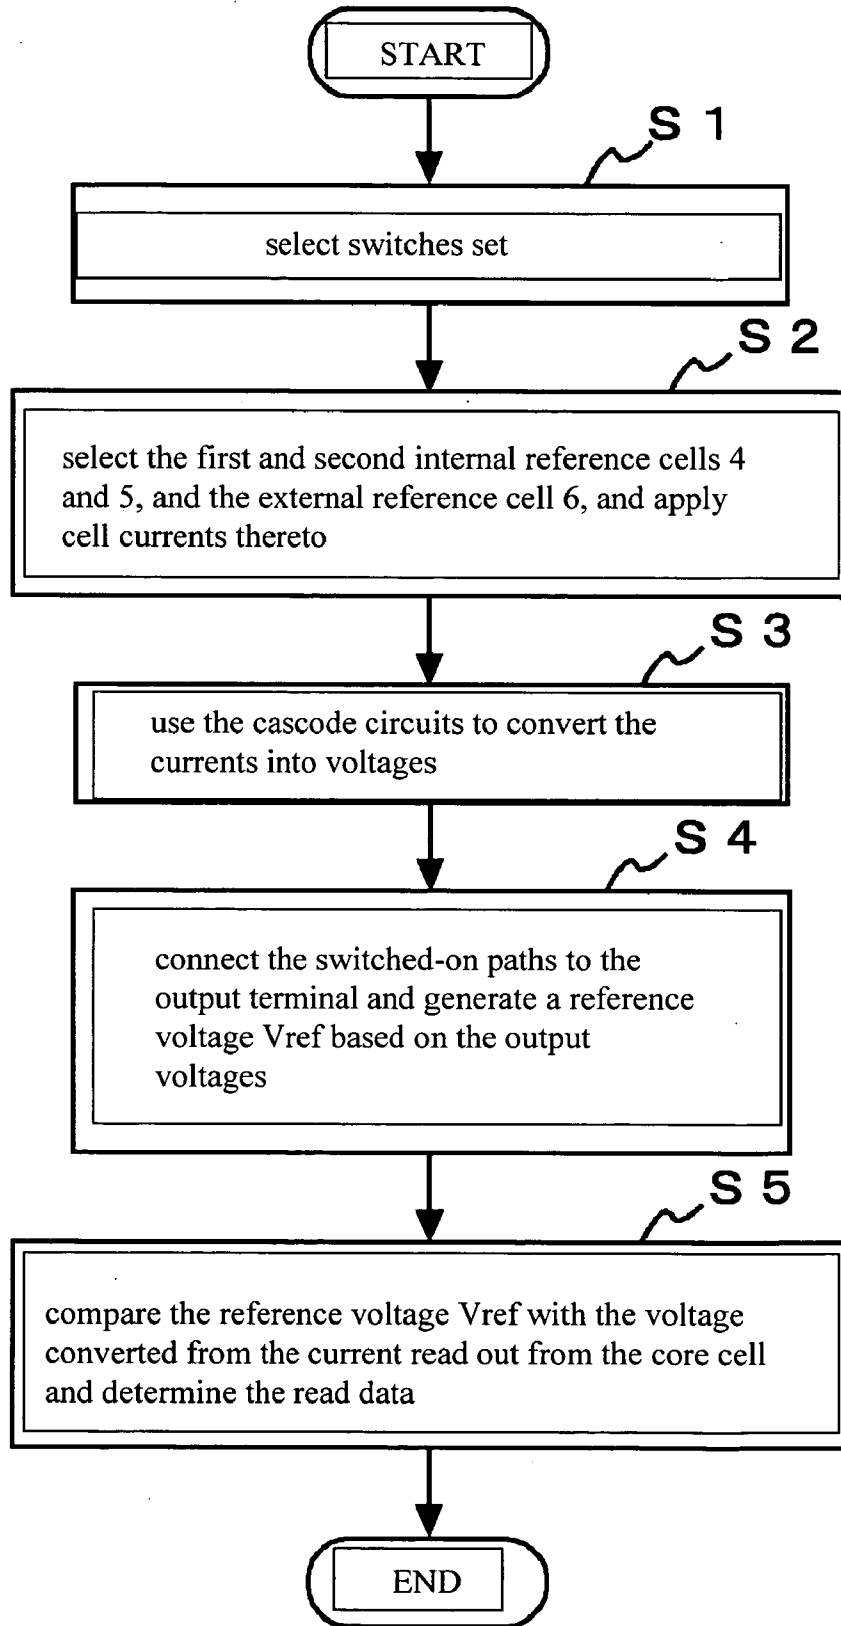 START
S 1
select switches set
S 2
select the first and second internal reference cells 4
and 5, and the external reference cell 6, and apply
cell currents thereto
S 3
use the cascode circuits to convert the
currents into voltages
S 4
connect the switched-on paths to the
output terminal and generate a reference
voltage Vref based on the output
voltages
S 5
compare the reference voltage Vref with the voltage
converted from the current read out from the core cell
and determine the read data
END